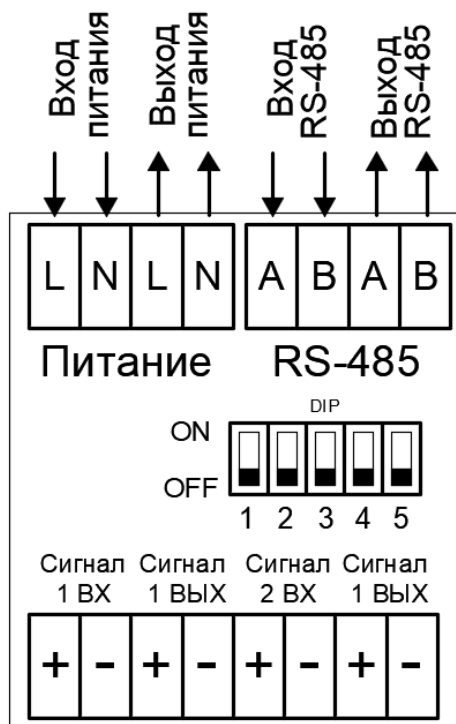 Вход питания
Выход питания
Вход RS-485
Выход RS-485
L N L N A B A B
Питание RS-485
DIP
ON
OFF
1 2 3 4 5
Сигнал Сигнал Сигнал Сигнал
1 ВХ 1 ВЫХ 2 ВХ 1 ВЫХ
+ - + - + - + -